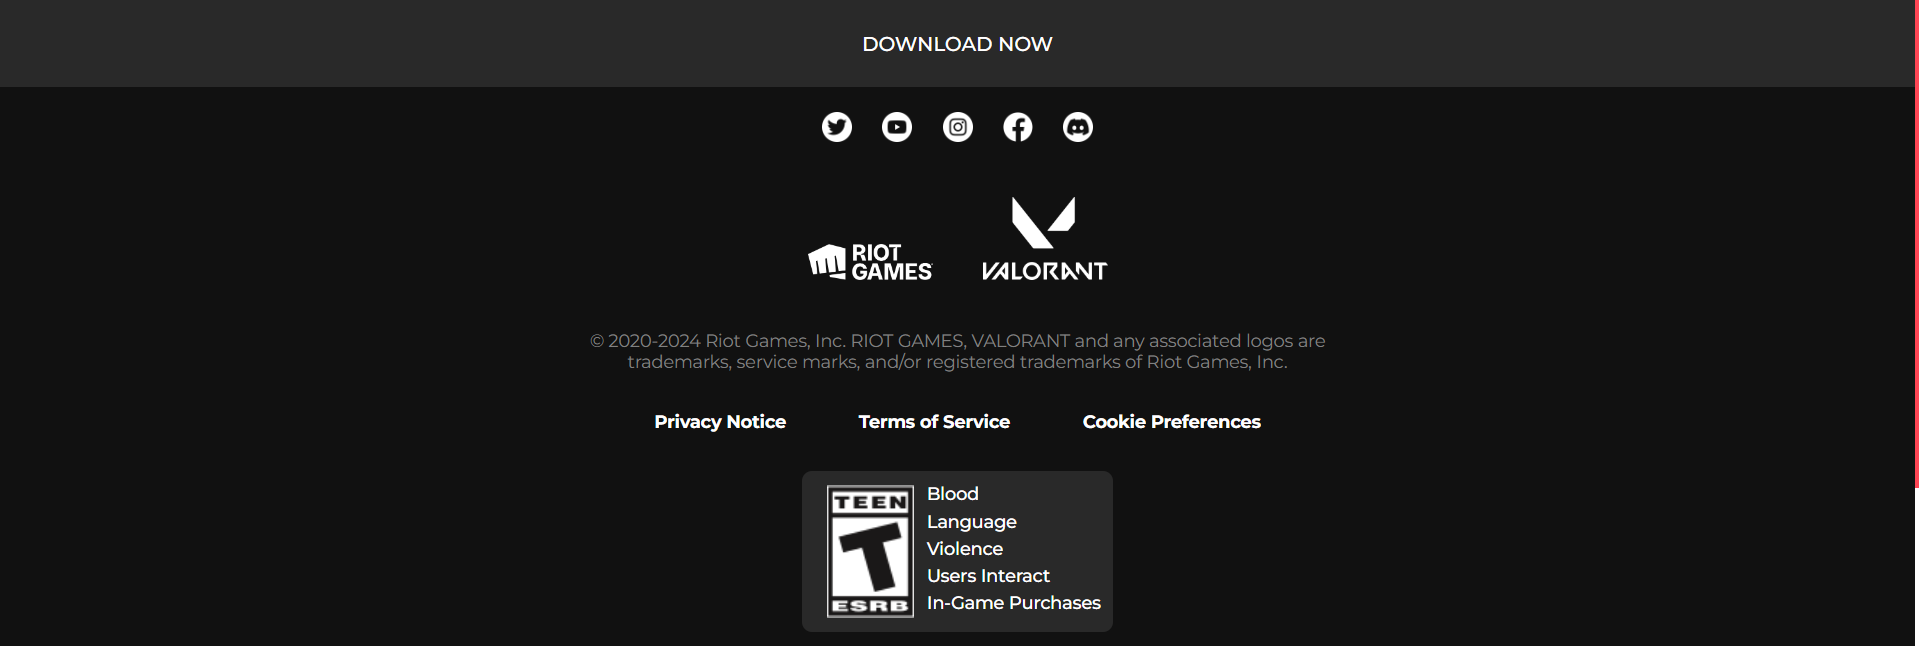 DOWNLOAD NOW
RIOT
GAMES
VALORANT
© 2020-2024 Riot Games, Inc. RIOT GAMES, VALORANT and any associated logos are
trademarks, service marks, and/or registered trademarks of Riot Games, Inc.
Privacy Notice
Terms of Service
Cookie Preferences
TEEN
T
ESRB
Blood
Language
Violence
Users Interact
In-Game Purchases